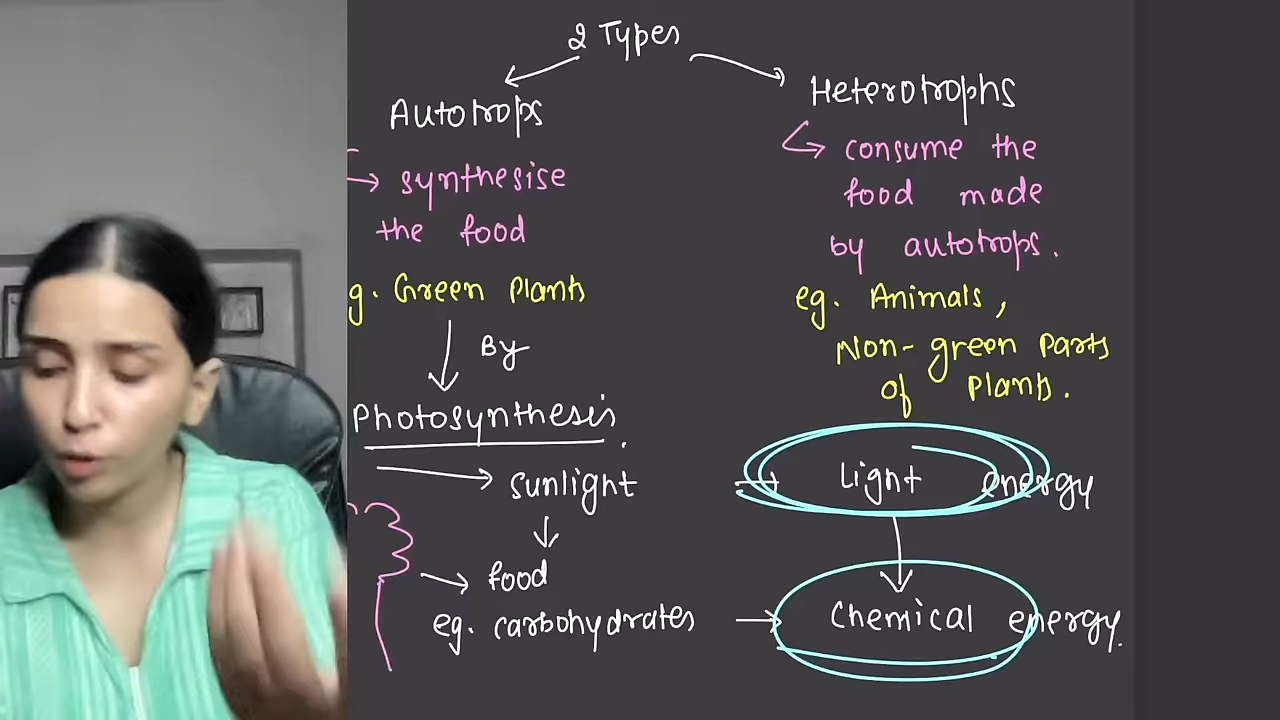 2 Types
Autotrops
synthesise
the food
g. Green Plants
By
Photosynthesis.
sunlight
food
eg. carbohydrates
Heterotrophs
consume the
food made
by autotrops.
eg. Animals,
Non-green parts
of Plants.
Light energy
Chemical energy.